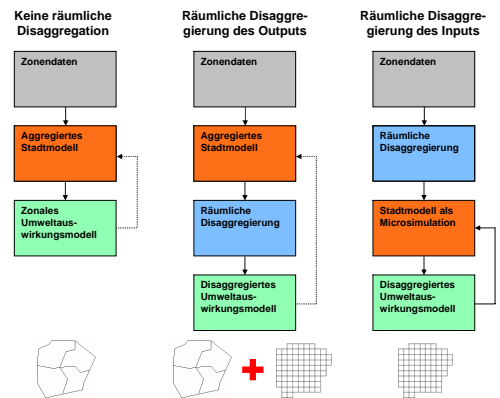 Keine räumliche
Disaggregation
Zonendaten
Aggregiertes
Stadtmodell
Zonales
Umweltaus-
wirkungsmodell
Räumliche Disaggre-
gierung des Outputs
Zonendaten
Aggregiertes
Stadtmodell
Räumliche
Disaggregierung
Disaggregiertes
Umweltaus-
wirkungsmodell
Räumliche Disaggre-
gierung des Inputs
Zonendaten
Räumliche
Disaggregierung
Stadtmodell als
Microsimulation
Disaggregiertes
Umweltaus-
wirkungsmodell